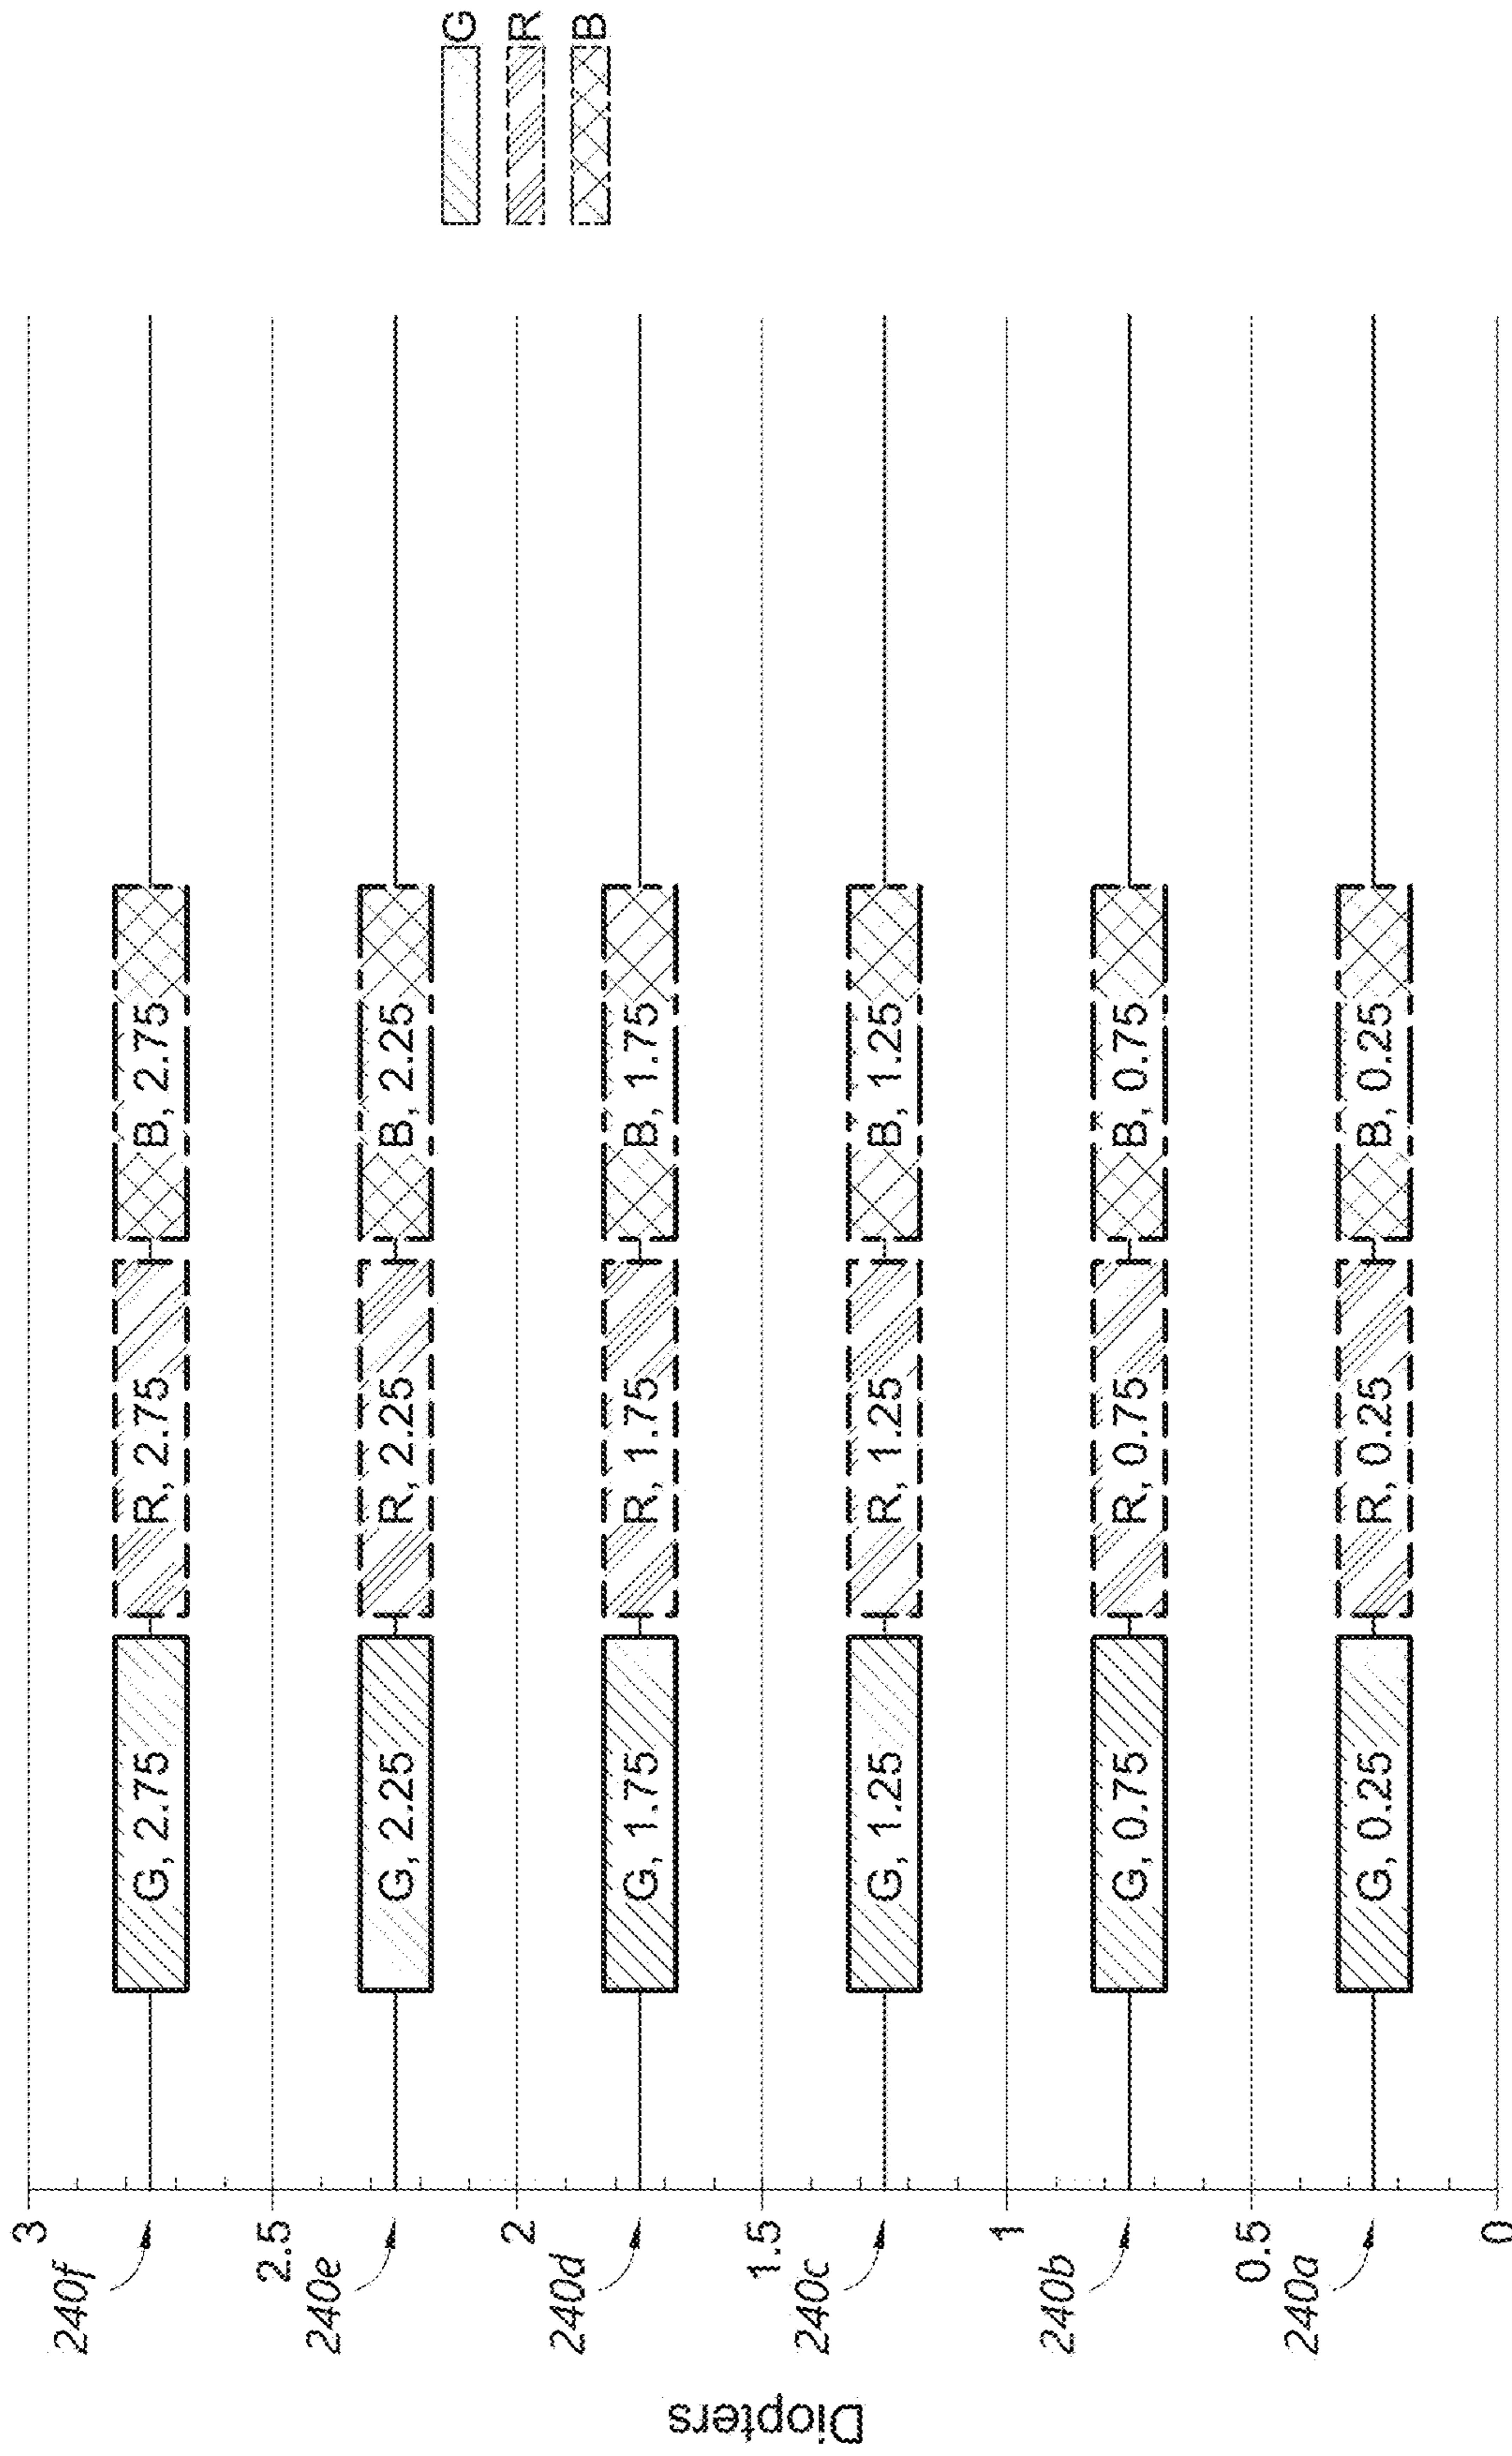 Diopters
3
240f
G, 2.75 R, 2.75 B, 2.75
2.5
240e
G, 2.25 R, 2.25 B, 2.25
2
240d
G, 1.75 R, 1.75 B, 1.75
1.5
240c
G, 1.25 R, 1.25 B, 1.25
1
240b
G, 0.75 R, 0.75 B, 0.75
0.5
240a
G, 0.25 R, 0.25 B, 0.25
0
G
R
B